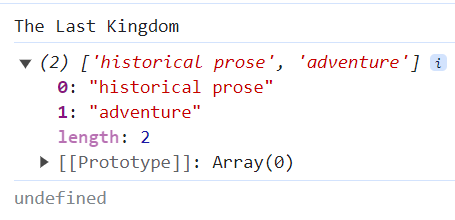 The Last Kingdom
(2) ['historical prose', 'adventure'] i
0: "historical prose"
1: "adventure"
length: 2
[[Prototype]]: Array(0)
undefined